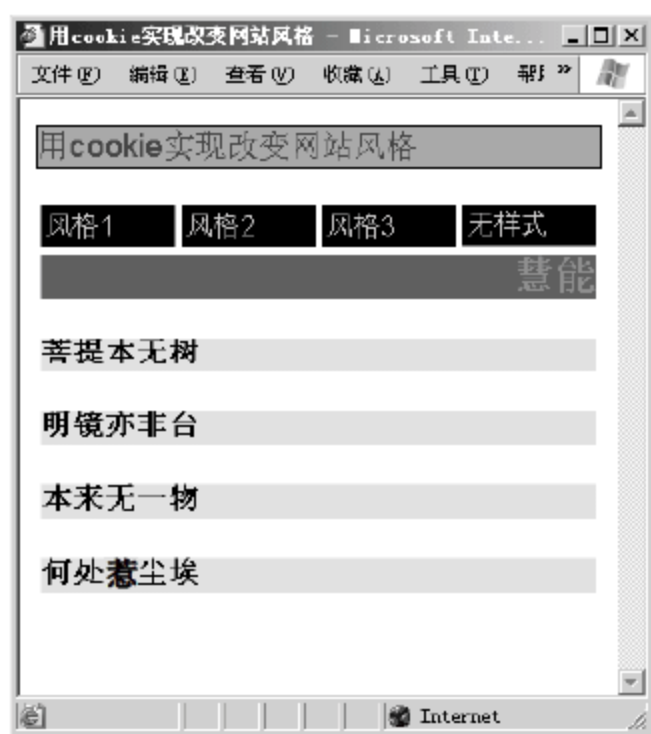 用cookie实现改变网站风格 - Microsoft Inte...
文件(F) 编辑(E) 查看(V) 收藏(A) 工具(T) 帮 »
用cookie实现改变网站风格
风格1 风格2 风格3 无样式
慧能
菩提本无树
明镜亦非台
本来无一物
何处惹尘埃
Internet